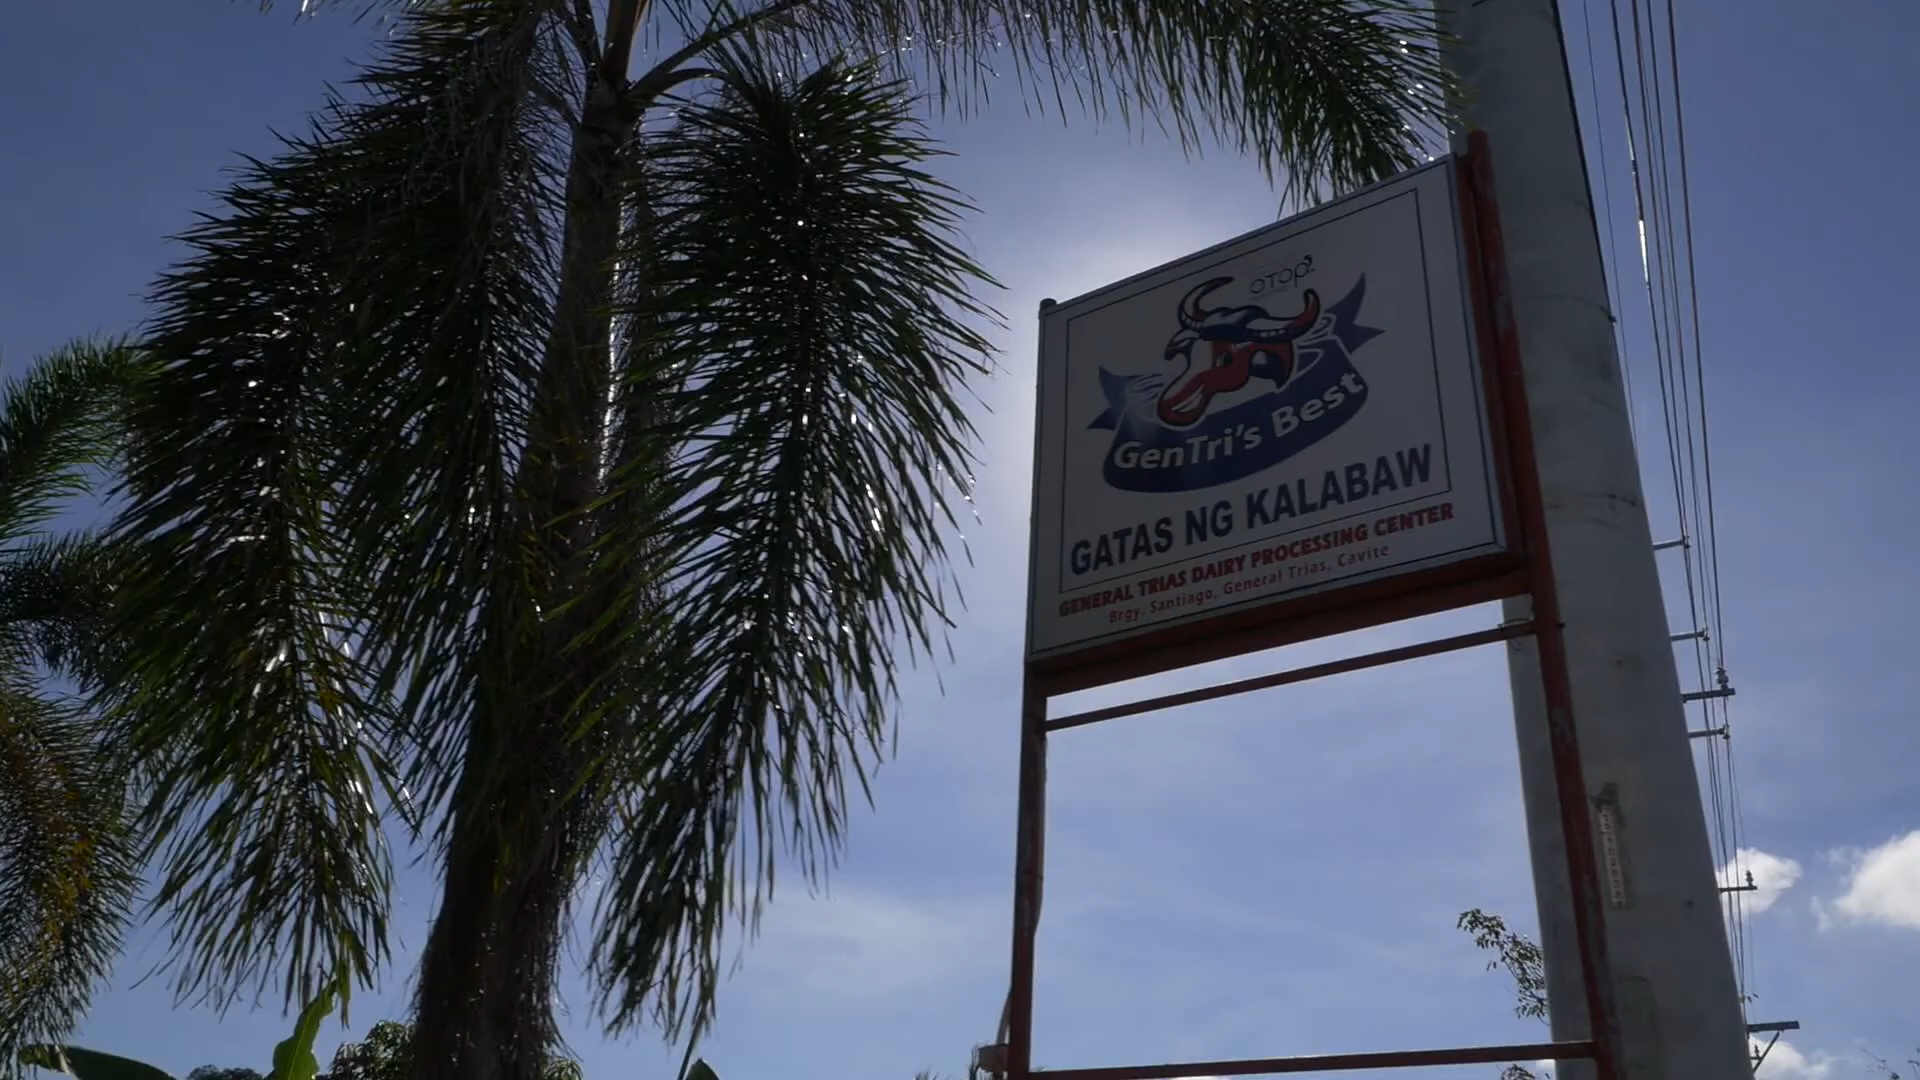 OTOP
GenTri's Best
GATAS NG KALABAW
GENERAL TRIAS DAIRY PROCESSING CENTER
Brgy. Santiago, General Trias, Cavite